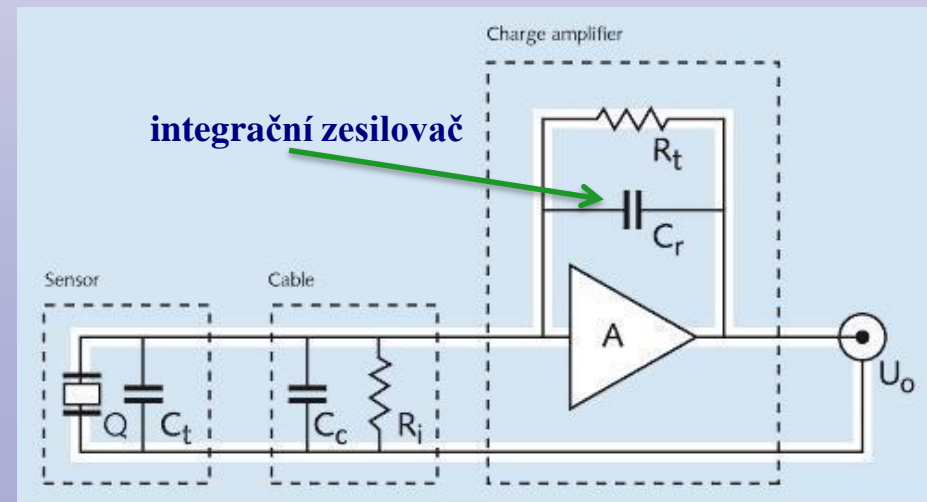 Charge amplifier
integrační zesilovač
Rt
Cr
Sensor
Cable
A
Q
Ct
Cc
Ri
Uo